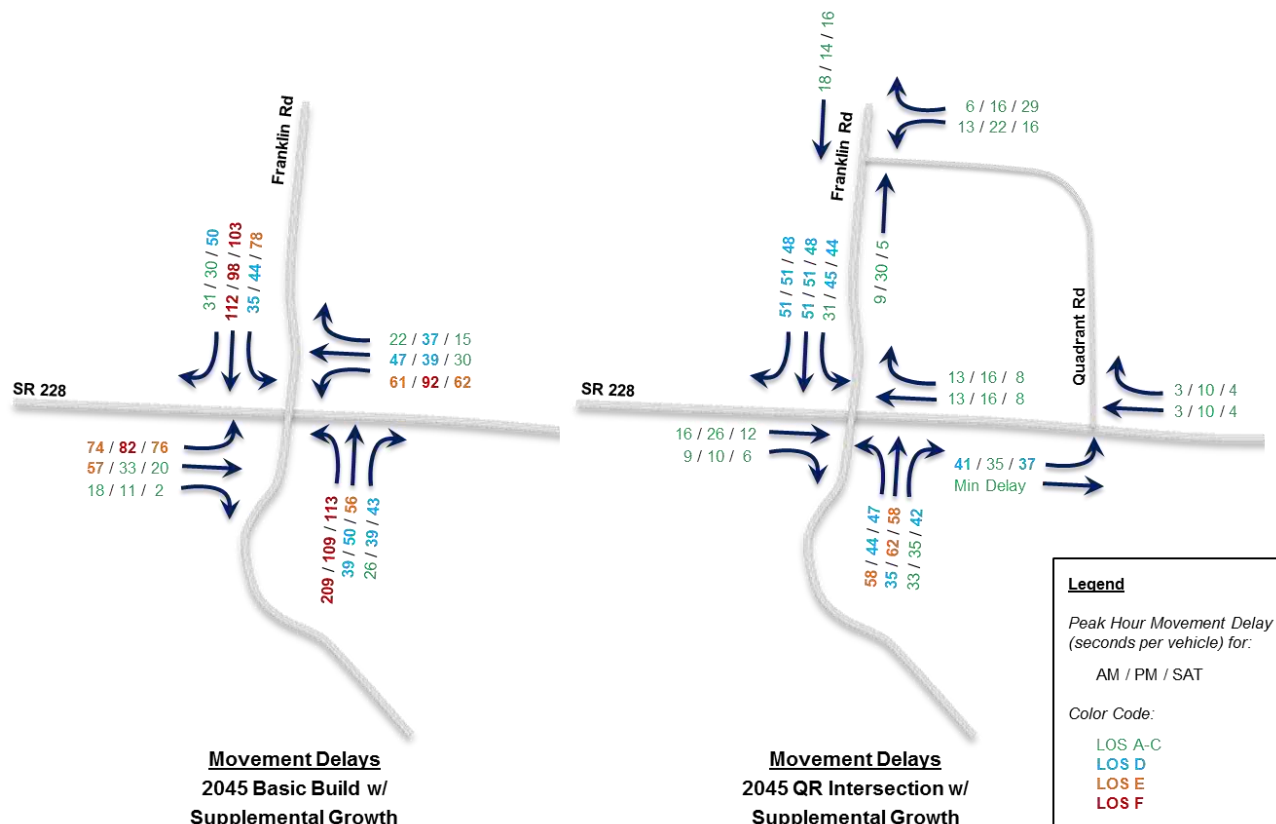 Franklin Rd
31 / 30 / 50
112 / 98 / 103
35 / 44 / 78
22 / 37 / 15
47 / 39 / 30
61 / 92 / 62
SR 228
74 / 82 / 76
57 / 33 / 20
18 / 11 / 2
209 / 109 / 113
39 / 50 / 56
26 / 39 / 43
Movement Delays
2045 Basic Build w/
Supplemental Growth
18 / 14 / 16
Franklin Rd
6 / 16 / 29
13 / 22 / 16
9 / 30 / 5
51 / 51 / 48
51 / 51 / 48
31 / 45 / 44
Quadrant Rd
13 / 16 / 8
13 / 16 / 8
3 / 10 / 4
3 / 10 / 4
SR 228
16 / 26 / 12
9 / 10 / 6
41 / 35 / 37
Min Delay
58 / 44 / 47
35 / 62 / 58
33 / 35 / 42
Movement Delays
2045 QR Intersection w/
Supplemental Growth
Legend
Peak Hour Movement Delay
(seconds per vehicle) for:
AM / PM / SAT
Color Code:
LOS A-C
LOS D
LOS E
LOS F